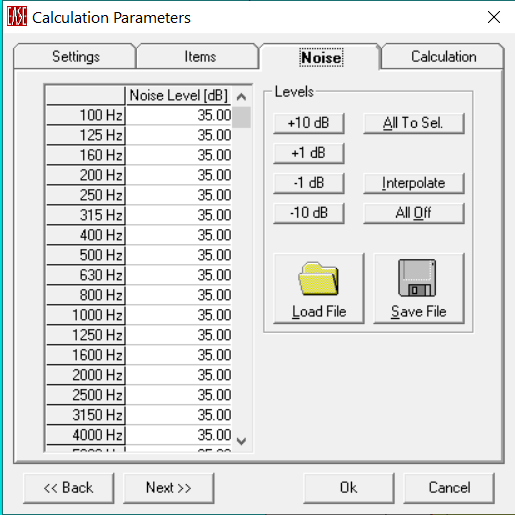 EASE Calculation Parameters
Settings Items Noise Calculation
Noise Level [dB]
100 Hz 35.00
125 Hz 35.00
160 Hz 35.00
200 Hz 35.00
250 Hz 35.00
315 Hz 35.00
400 Hz 35.00
500 Hz 35.00
630 Hz 35.00
800 Hz 35.00
1000 Hz 35.00
1250 Hz 35.00
1600 Hz 35.00
2000 Hz 35.00
2500 Hz 35.00
3150 Hz 35.00
4000 Hz 35.00
Levels
+10 dB All To Sel.
+1 dB
-1 dB Interpolate
-10 dB All Off
Load File Save File
<< Back Next >> Ok Cancel